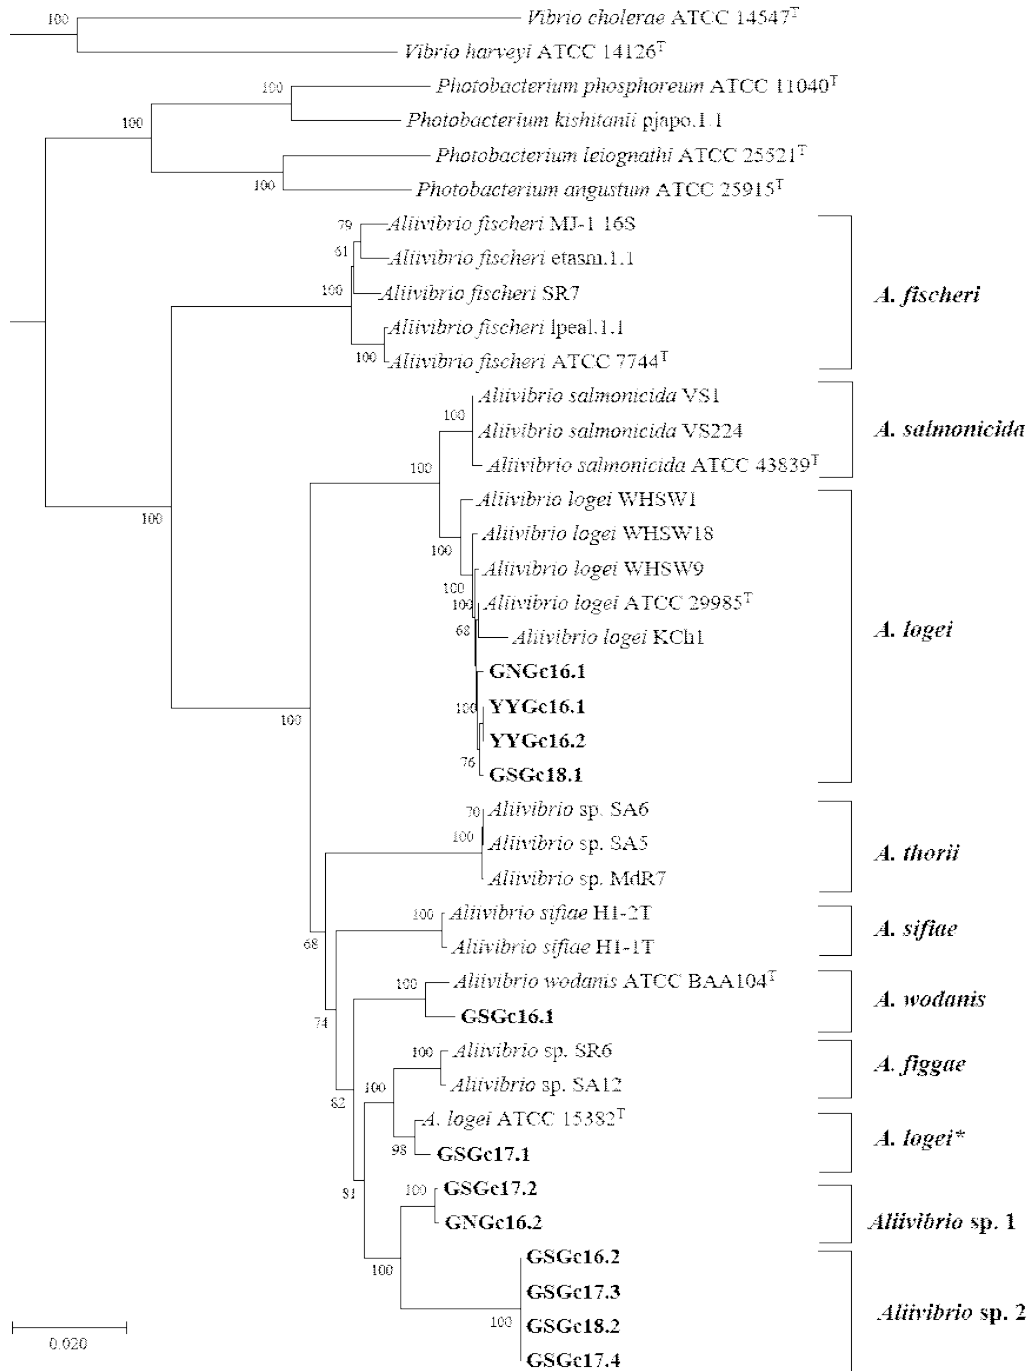 100
Vibrio cholerae ATCC 14547T
Vibrio harveyi ATCC 14126T
100
Photobacterium phosphoreum ATCC 11040T
100
Photobacterium kishitanii pjapo.1.1
Photobacterium leiognathi ATCC 25521T
100
Photobacterium angustum ATCC 25915T
79
Aliivibrio fischeri MJ-1 16S
61
Aliivibrio fischeri etasm.1.1
100
Aliivibrio fischeri SR7
A. fischeri
Aliivibrio fischeri lpeal.1.1
100
Aliivibrio fischeri ATCC 7744T
Aliivibrio salmonicida VS1
100
Aliivibrio salmonicida VS224
A. salmonicida
100
Aliivibrio salmonicida ATCC 43839T
Aliivibrio logei WHSW1
100
Aliivibrio logei WHSW18
100
Aliivibrio logei WHSW9
100
Aliivibrio logei ATCC 29985T
68
Aliivibrio logei KCh1
A. logei
GNGc16.1
100
YYGc16.1
YYGc16.2
76
GSGc18.1
100
100
70
Aliivibrio sp. SA6
100
Aliivibrio sp. SA5
A. thorii
Aliivibrio sp. MdR7
100
Aliivibrio sifiae H1-2T
A. sifiae
68
Aliivibrio sifiae H1-1T
100
Aliivibrio wodanis ATCC BAA104T
A. wodanis
74
GSGc16.1
100
Aliivibrio sp. SR6
A. figgae
Aliivibrio sp. SA12
100
82
A. logei ATCC 15382T
A. logei*
98
GSGc17.1
81
100
GSGc17.2
Aliivibrio sp. 1
GNGc16.2
100
GSGc16.2
GSGc17.3
Aliivibrio sp. 2
100
GSGc18.2
GSGc17.4
0.020